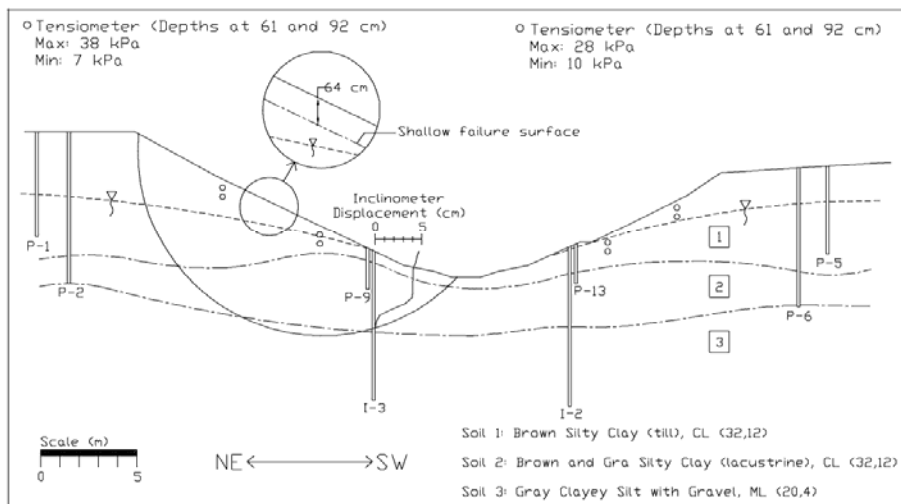 Tensiometer (Depths at 61 and 92 cm)
Max: 38 kPa
Min: 7 kPa
Tensiometer (Depths at 61 and 92 cm)
Max: 28 kPa
Min: 10 kPa
64 cm
Shallow failure surface
Inclinometer
Displacement (cm)
0 5
P-1
P-2
P-9
P-13
P-5
P-6
1
2
3
I-3
I-2
Scale (m)
0 5
NE SW
Soil 1: Brown Silty Clay (till), CL (32,12)
Soil 2: Brown and Gra Silty Clay (lacustrine), CL (32,12)
Soil 3: Gray Clayey Silt with Gravel, ML (20,4)